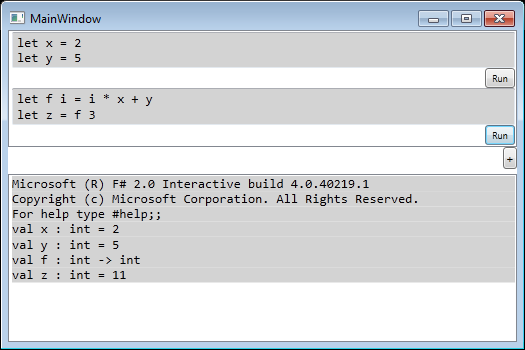 MainWindow
let x = 2
let y = 5
Run
let f i = i * x + y
let z = f 3
Run
+
Microsoft (R) F# 2.0 Interactive build 4.0.40219.1
Copyright (c) Microsoft Corporation. All Rights Reserved.
For help type #help;;
val x : int = 2
val y : int = 5
val f : int -> int
val z : int = 11